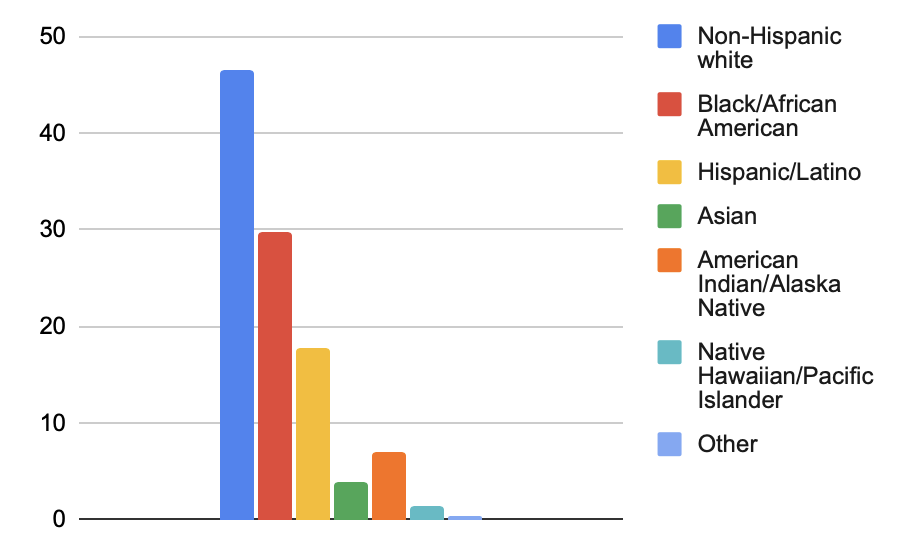 50
40
30
20
10
0
Non-Hispanic
white
Black/African
American
Hispanic/Latino
Asian
American
Indian/Alaska
Native
Native
Hawaiian/Pacific
Islander
Other